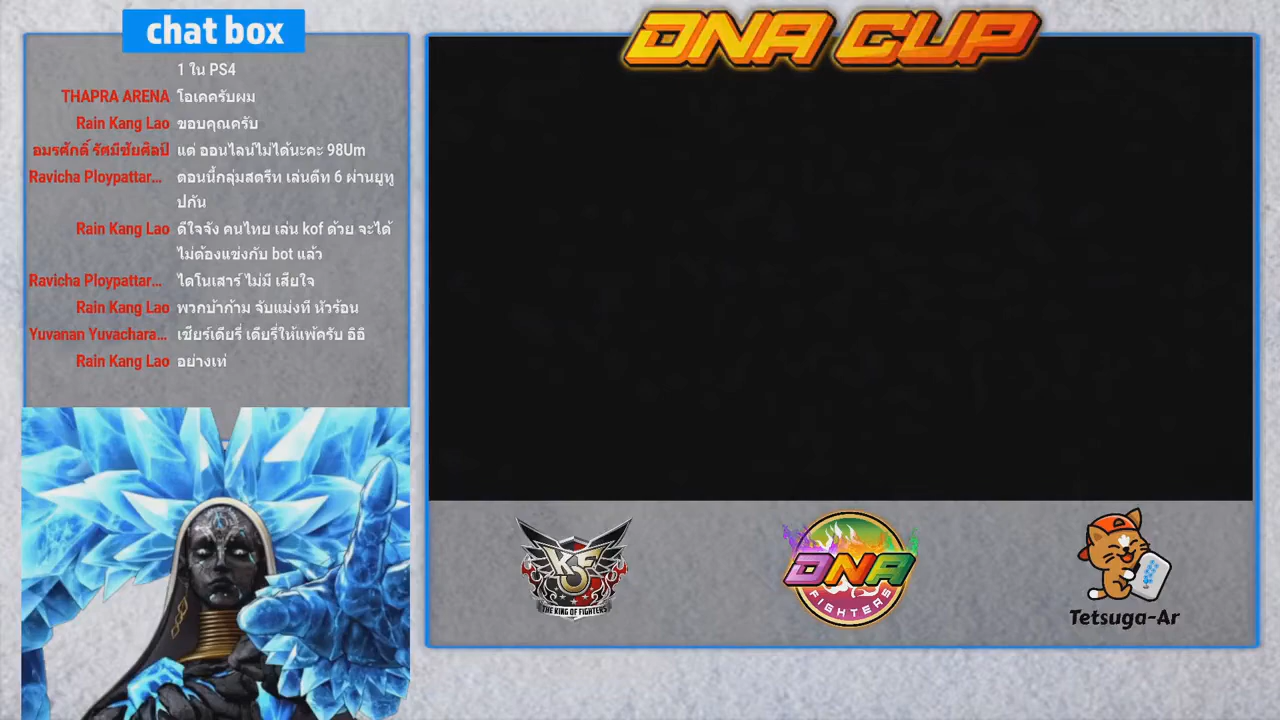 chat box
DNA CUP
1 ใน PS4
THAPRA ARENA โอเคครับผม
Rain Kang Lao ขอบคุณครับ
อมรศักดิ์ รัศมีชัยศิลป์ แต่ ออนไลน์ไม่ได้นะคะ 98Um
Ravicha Ploypattar... ตอนนี้กลุ่มสตรีท เล่นตีท 6 ผ่านยูทู
ปกัน
Rain Kang Lao ดีใจจัง คนไทย เล่น kof ด้วย จะได้
ไม่ต้องแข่งกับ bot แล้ว
Ravicha Ploypattar... ไดโนเสาร์ ไม่มี เสียใจ
Rain Kang Lao พวกบ้าก้าม จับแม่งที หัวร้อน
Yuvanan Yuvachara... เชียร์เดียรี่ เดียรี่ให้แพ้ครับ อิอิ
Rain Kang Lao อย่างเท่
KOF
THE KING OF FIGHTERS
DNA
FIGHTERS
Tetsuga-Ar